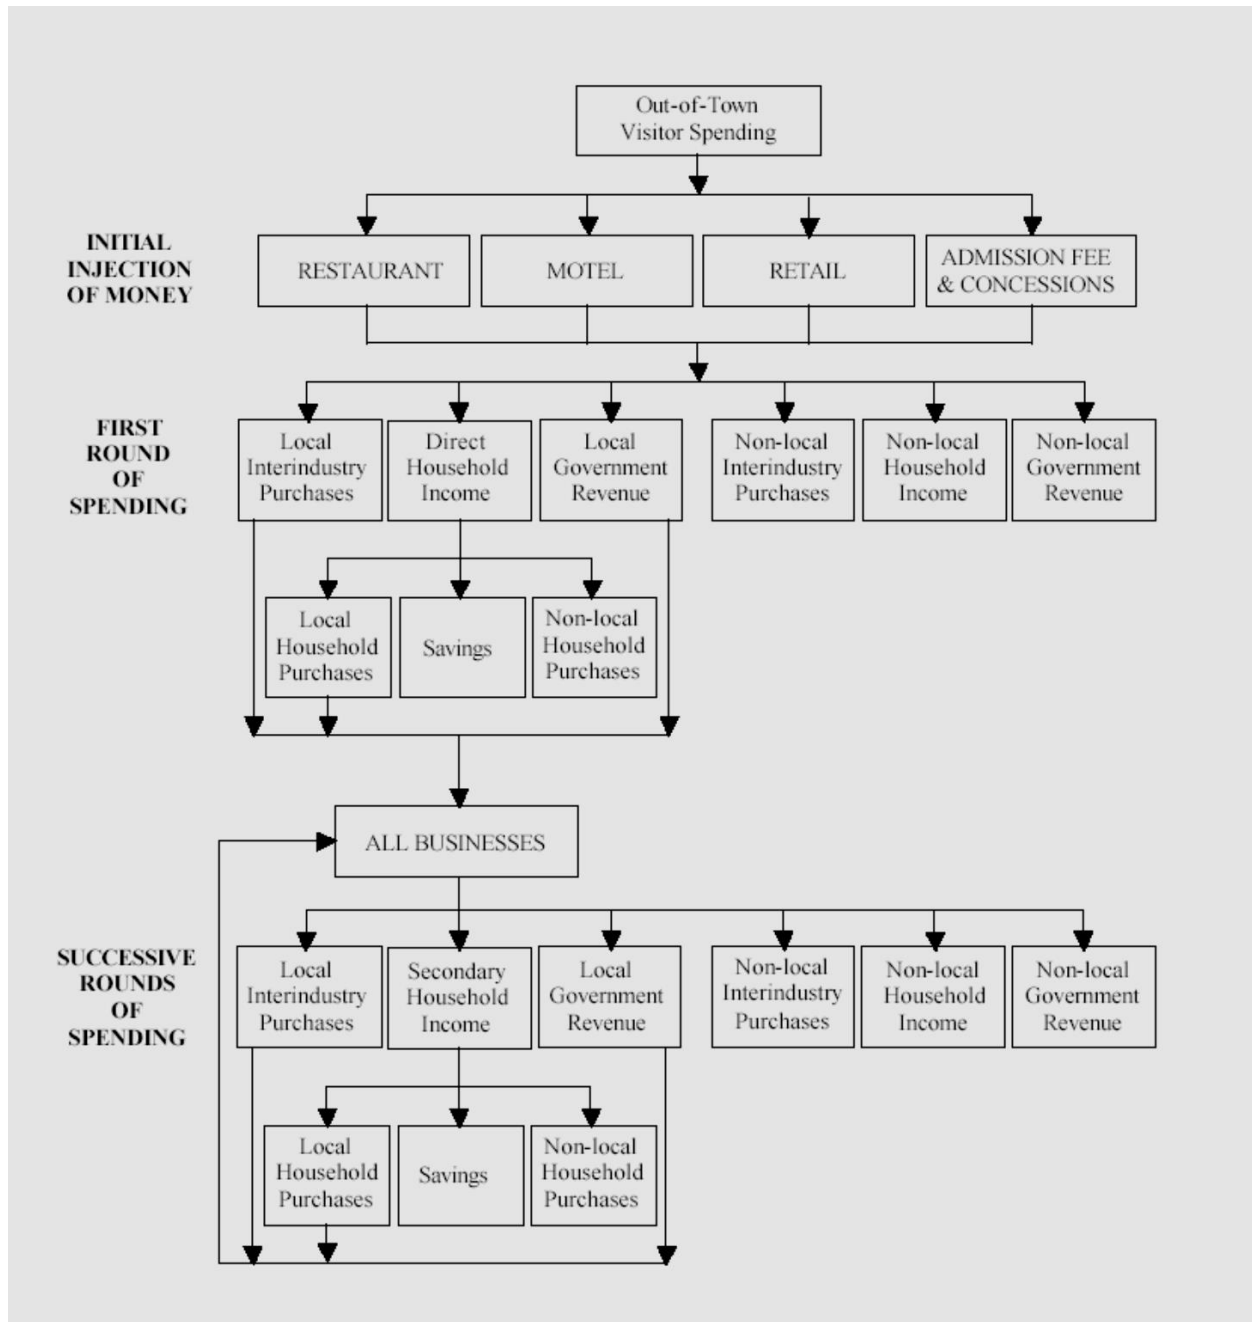 Out-of-Town
Visitor Spending
INITIAL
INJECTION
OF MONEY
RESTAURANT
MOTEL
RETAIL
ADMISSION FEE
& CONCESSIONS
FIRST
ROUND
OF
SPENDING
Local
Interindustry
Purchases
Direct
Household
Income
Local
Government
Revenue
Non-local
Interindustry
Purchases
Non-local
Household
Income
Non-local
Government
Revenue
Local
Household
Purchases
Savings
Non-local
Household
Purchases
ALL BUSINESSES
SUCCESSIVE
ROUNDS
OF
SPENDING
Local
Interindustry
Purchases
Secondary
Household
Income
Local
Government
Revenue
Non-local
Interindustry
Purchases
Non-local
Household
Income
Non-local
Government
Revenue
Local
Household
Purchases
Savings
Non-local
Household
Purchases